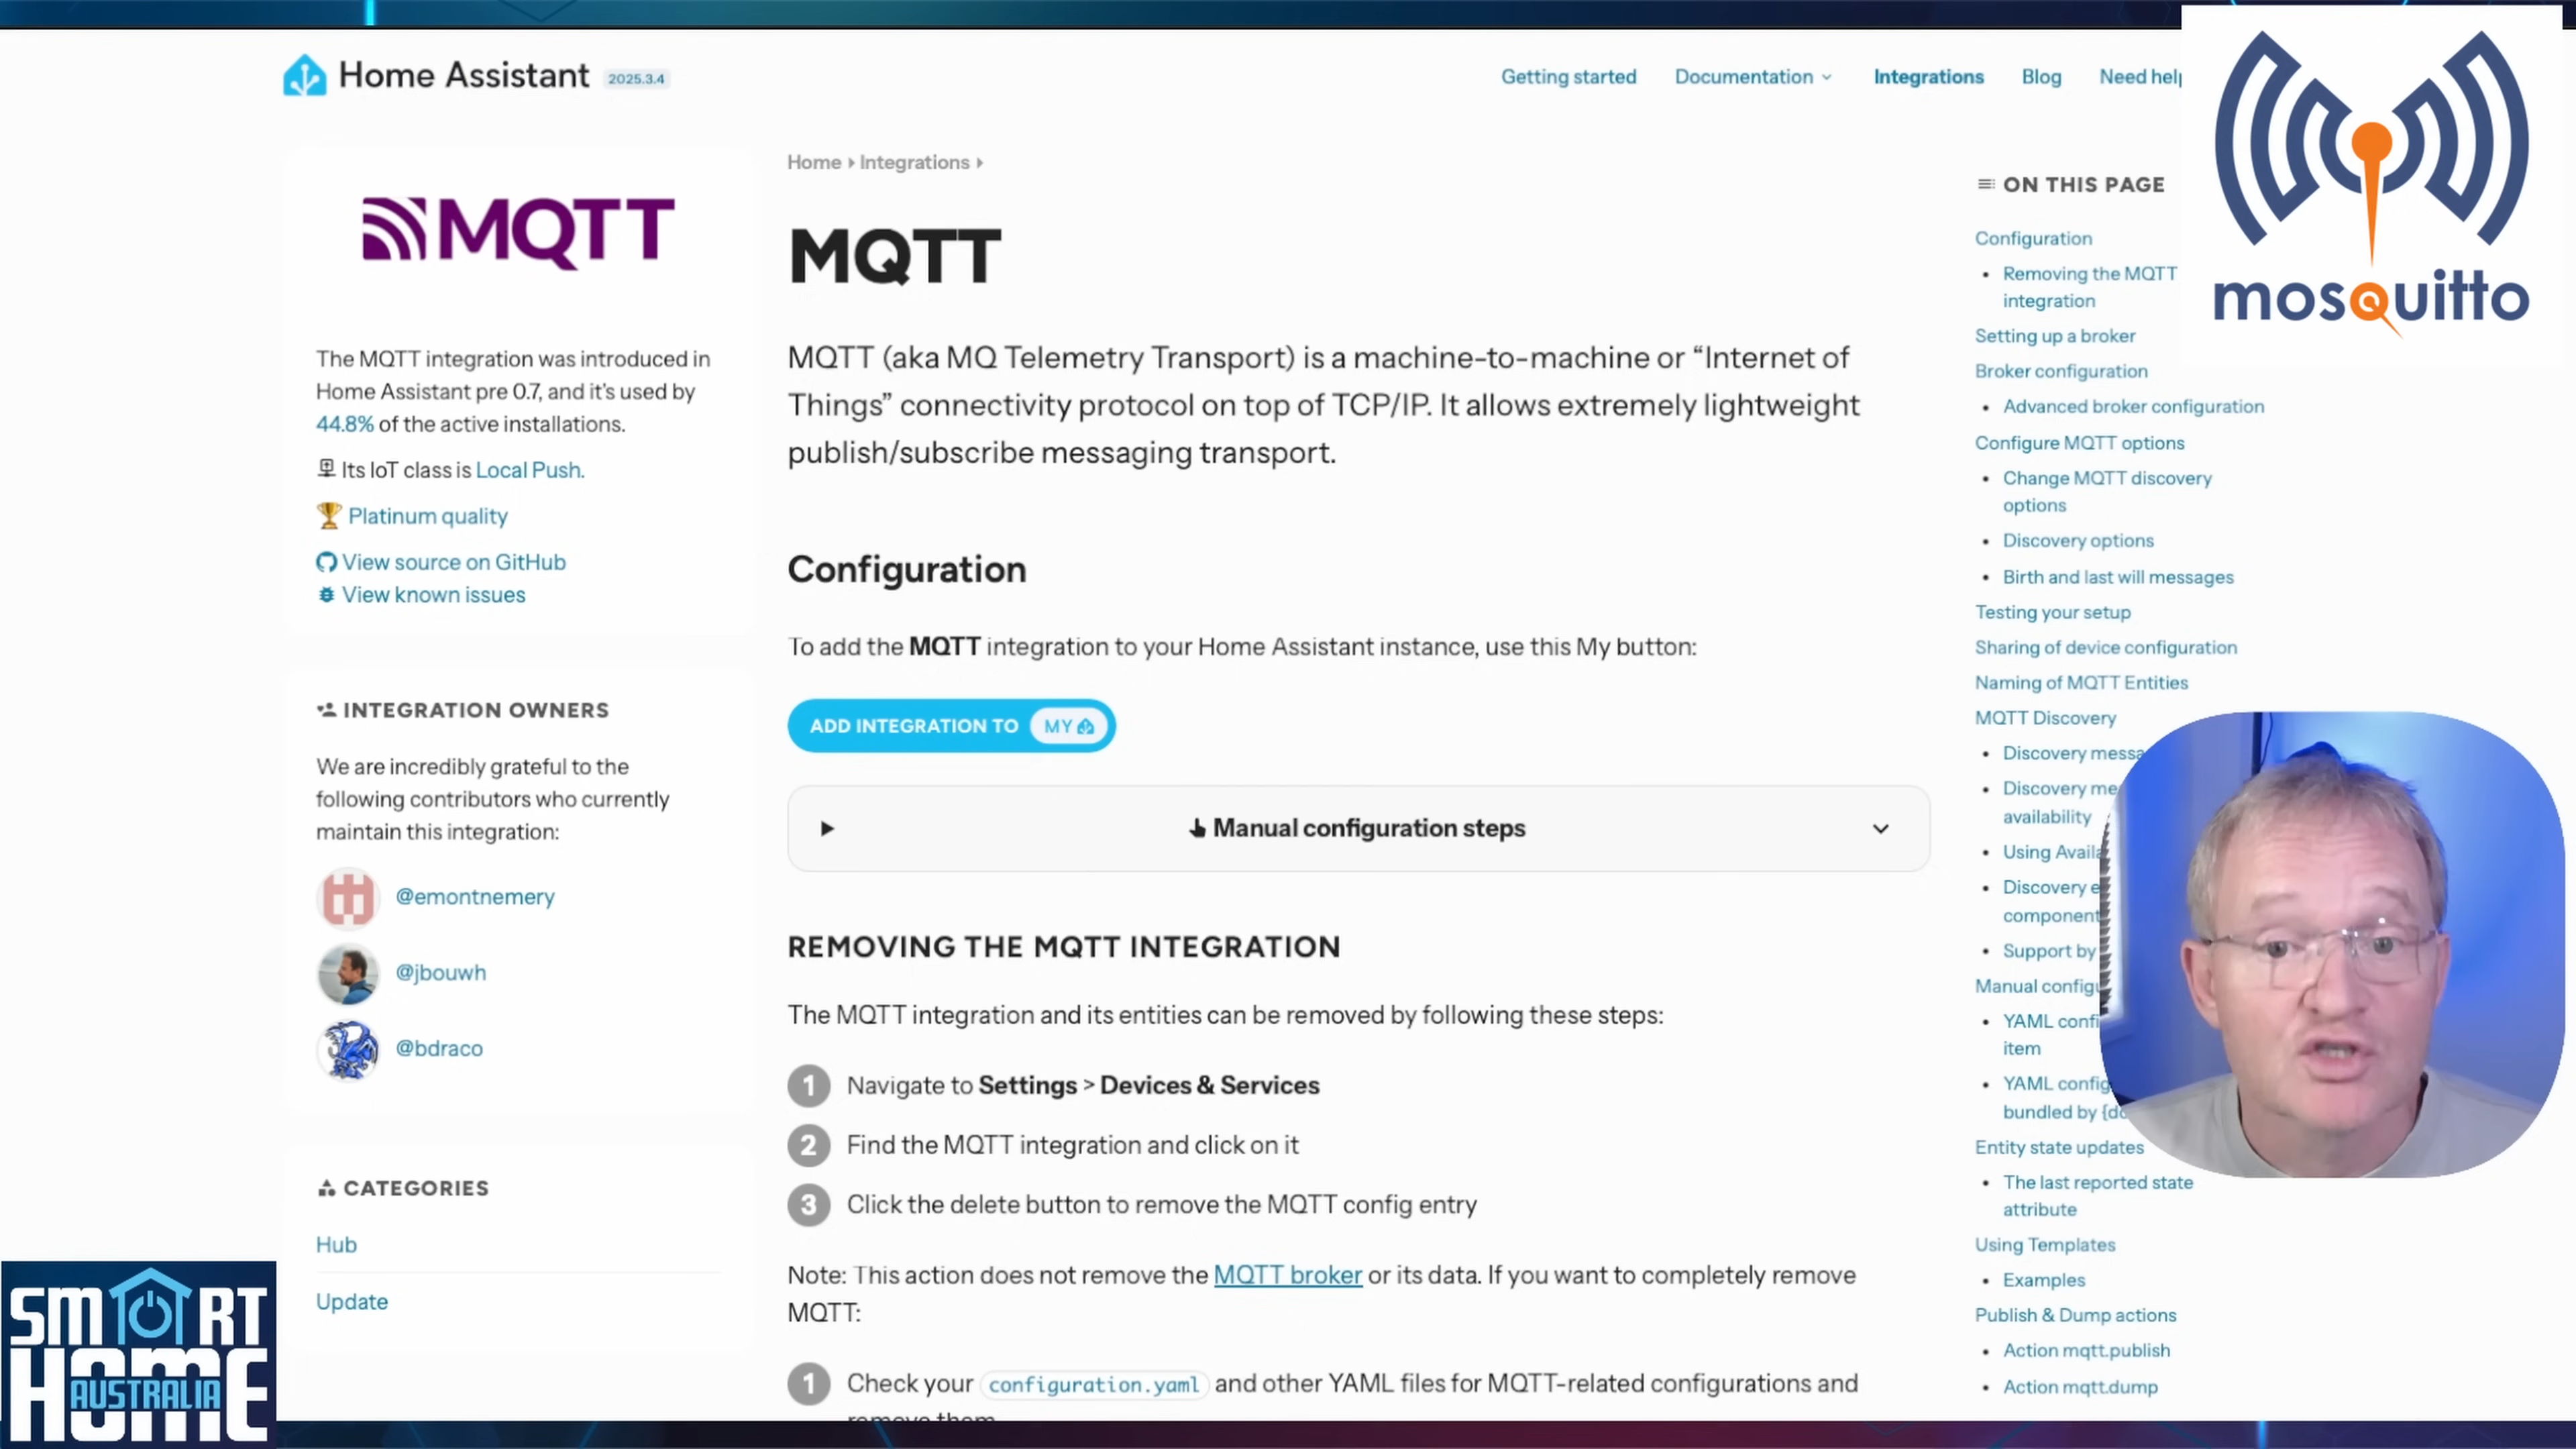 Home Assistant 2025.3.4
Getting started
Documentation
Integrations
Blog
Need help
mosquitto
MQTT
The MQTT integration was introduced in
Home Assistant pre 0.7, and it's used by
44.8% of the active installations.
Its IoT class is Local Push.
Platinum quality
View source on GitHub
View known issues
INTEGRATION OWNERS
We are incredibly grateful to the
following contributors who currently
maintain this integration:
@emontnemery
@jbouwh
@bdraco
CATEGORIES
Hub
Update
SMART
HOME
AUSTRALIA
Home Integrations
MQTT
MQTT (aka MQ Telemetry Transport) is a machine-to-machine or “Internet of
Things” connectivity protocol on top of TCP/IP. It allows extremely lightweight
publish/subscribe messaging transport.
Configuration
To add the MQTT integration to your Home Assistant instance, use this My button:
ADD INTEGRATION TO MY
Manual configuration steps
REMOVING THE MQTT INTEGRATION
The MQTT integration and its entities can be removed by following these steps:
1 Navigate to Settings > Devices & Services
2 Find the MQTT integration and click on it
3 Click the delete button to remove the MQTT config entry
Note: This action does not remove the MQTT broker or its data. If you want to completely remove
MQTT:
1 Check your configuration.yaml and other YAML files for MQTT-related configurations and
remove them
ON THIS PAGE
Configuration
Removing the MQTT
integration
Setting up a broker
Broker configuration
Advanced broker configuration
Configure MQTT options
Change MQTT discovery
options
Discovery options
Birth and last will messages
Testing your setup
Sharing of device configuration
Naming of MQTT Entities
MQTT Discovery
Discovery
Discovery
availability
Using
Discovery
component
Support by
Manual
YAML
item
YAML
bundled by
Entity state updates
The last reported state
attribute
Using Templates
Examples
Publish & Dump actions
Action mqtt.publish
Action mqtt.dump